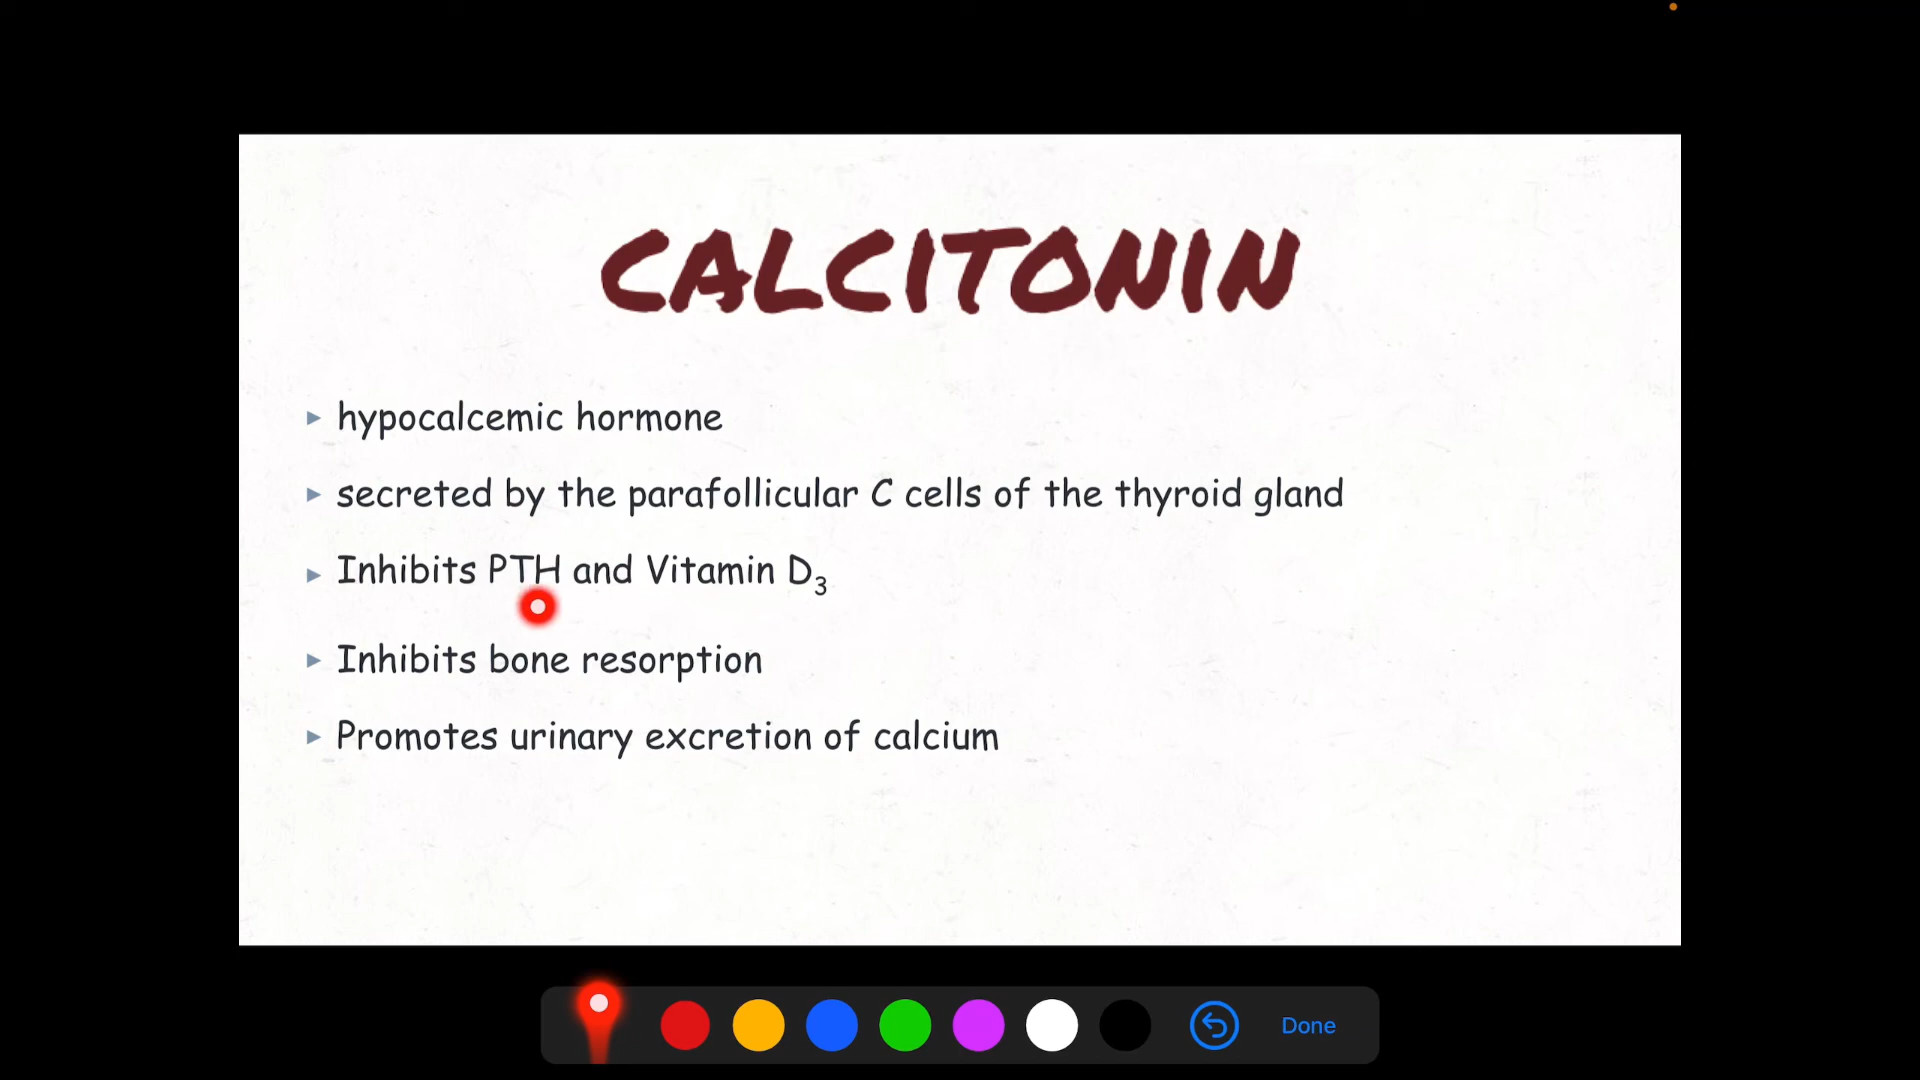 CALCITONIN
hypocalcemic hormone
secreted by the parafollicular C cells of the thyroid gland
Inhibits PTH and Vitamin D₃
Inhibits bone resorption
Promotes urinary excretion of calcium
Done